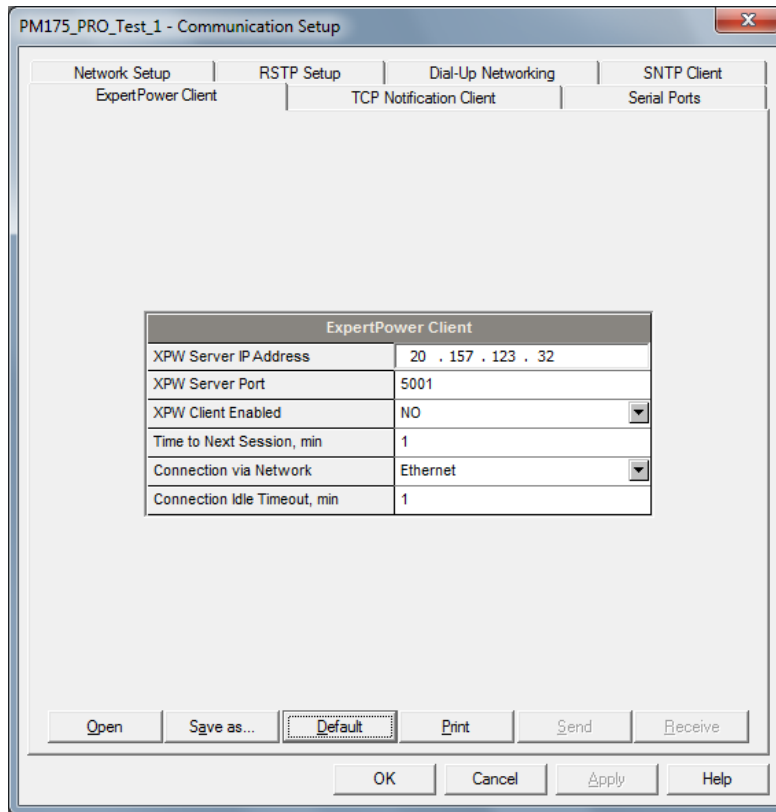 PM175_PRO_Test_1 - Communication Setup
Network Setup RSTP Setup Dial-Up Networking SNTP Client
ExpertPower Client TCP Notification Client Serial Ports
ExpertPower Client
XPW Server IP Address 20 . 157 . 123 . 32
XPW Server Port 5001
XPW Client Enabled NO
Time to Next Session, min 1
Connection via Network Ethernet
Connection Idle Timeout, min 1
Open Save as... Default Print Send Receive
OK Cancel Apply Help